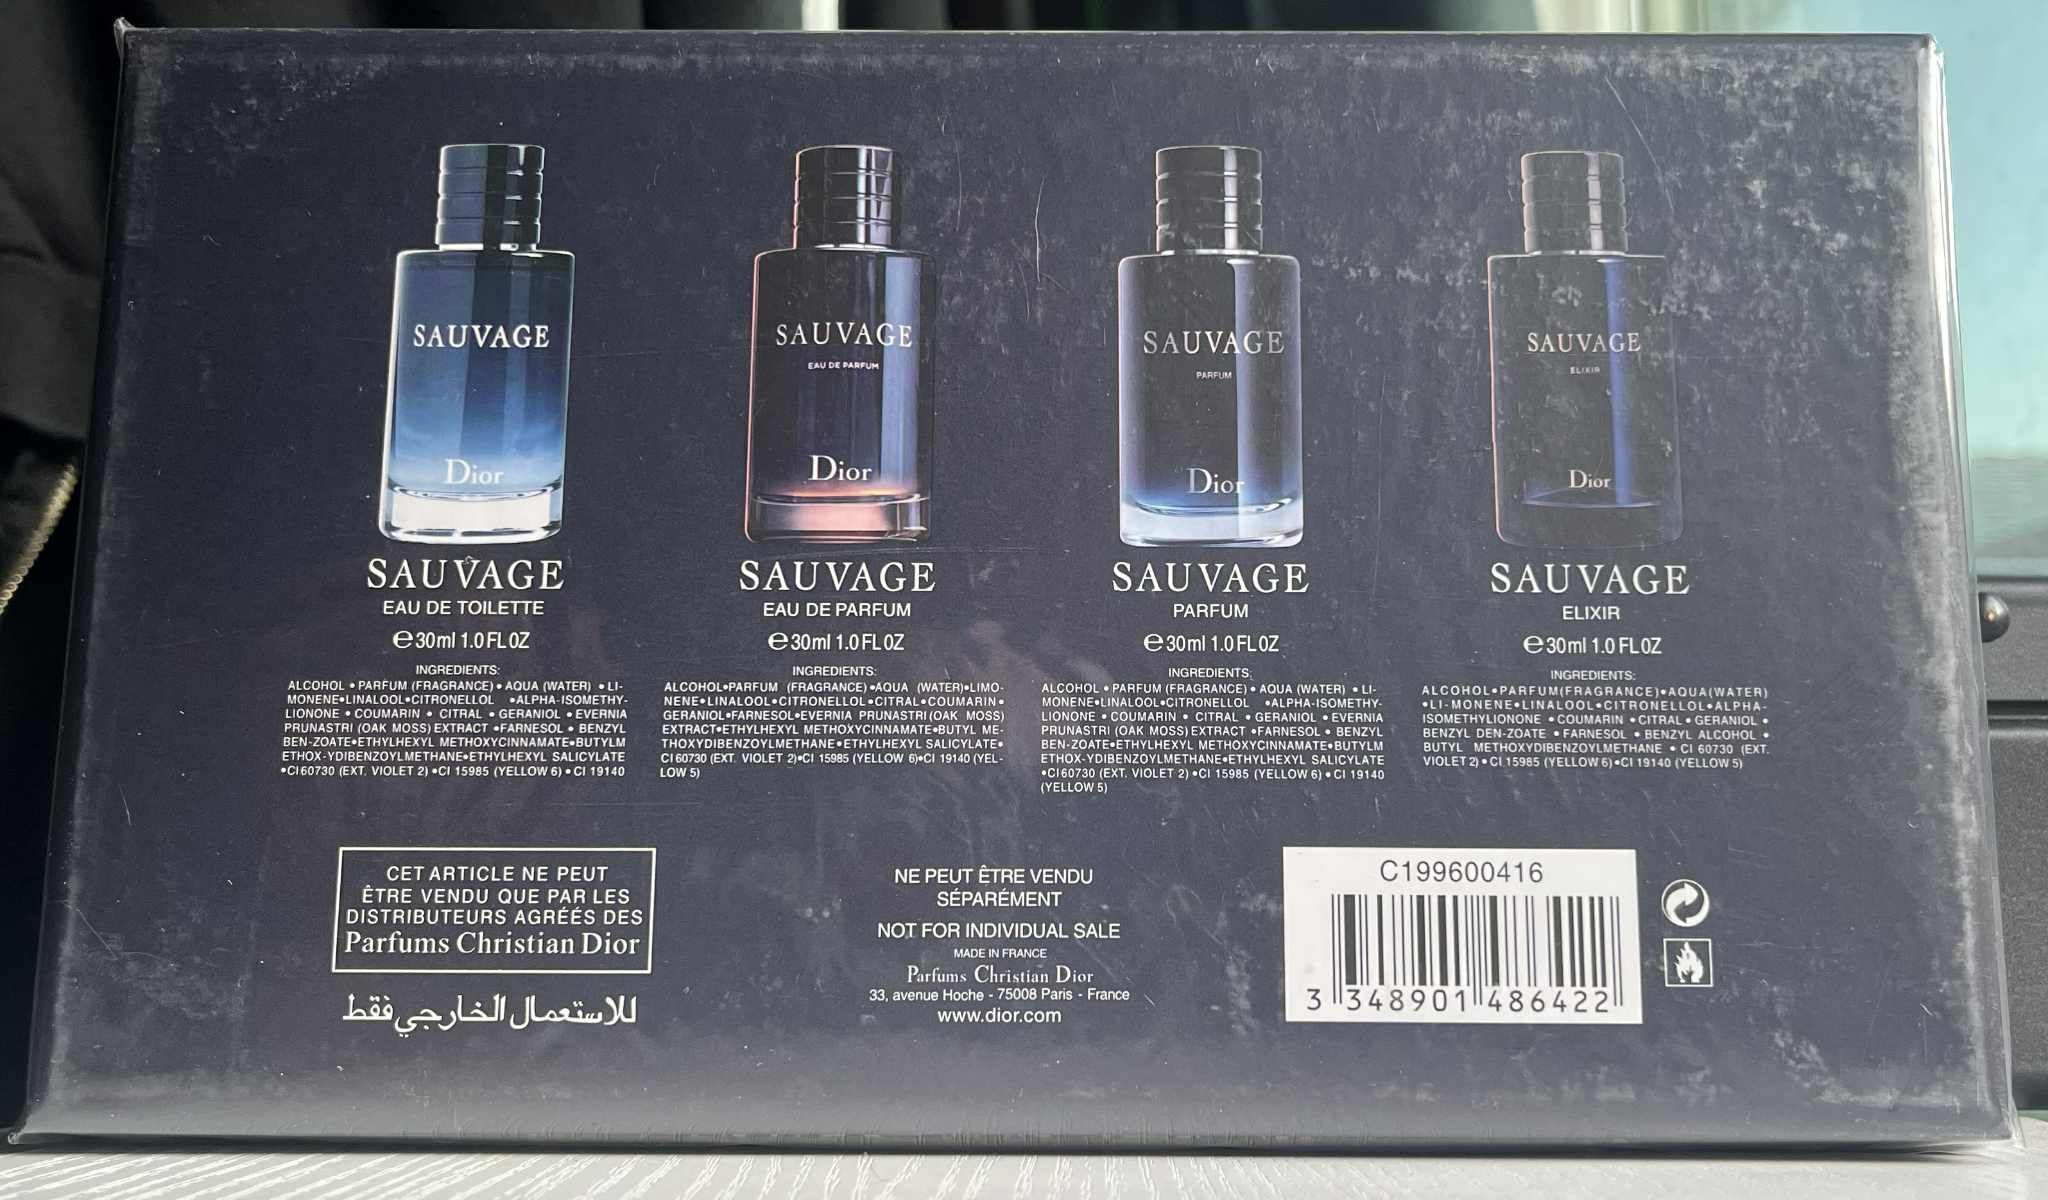 SAUVAGE
Dior
SAUVAGE
EAU DE TOILETTE
℮30ml 1.0 FL0Z
INGREDIENTS:
ALCOHOL • PARFUM (FRAGRANCE) • AQUA (WATER) • LI-
MONENE•LINALOOL•CITRONELLOL •ALPHA-ISOMETHY-
LIONONE • COUMARIN • CITRAL • GERANIOL • EVERNIA
PRUNASTRI (OAK MOSS) EXTRACT •FARNESOL • BENZYL
BEN-ZOATE•ETHYLHEXYL METHOXYCINNAMATE•BUTYLM
ETHOX-YDIBENZOYLMETHANE•ETHYLHEXYL SALICYLATE
•CI60730 (EXT. VIOLET 2) •CI 15985 (YELLOW 6) • CI 19140
SAUVAGE
EAU DE PARFUM
Dior
SAUVAGE
EAU DE PARFUM
℮30ml 1.0 FL0Z
INGREDIENTS:
ALCOHOL•PARFUM (FRAGRANCE)•AQUA (WATER)•LIMO-
NENE•LINALOOL•CITRONELLOL•CITRAL•COUMARIN•
GERANIOL•FARNESOL•EVERNIA PRUNASTRI (OAK MOSS)
EXTRACT•ETHYLHEXYL METHOXYCINNAMATE•BUTYL ME-
THOXYDIBENZOYLMETHANE•ETHYLHEXYL SALICYLATE•
CI 60730 (EXT. VIOLET 2)•CI 15985 (YELLOW 6)•CI 19140 (YEL-
LOW 5)
SAUVAGE
PARFUM
Dior
SAUVAGE
PARFUM
℮30ml 1.0 FL0Z
INGREDIENTS:
ALCOHOL • PARFUM (FRAGRANCE) • AQUA (WATER) • LI-
MONENE•LINALOOL•CITRONELLOL •ALPHA-ISOMETHY-
LIONONE • COUMARIN • CITRAL • GERANIOL • EVERNIA
PRUNASTRI (OAK MOSS) EXTRACT •FARNESOL • BENZYL
BEN-ZOATE•ETHYLHEXYL METHOXYCINNAMATE•BUTYLM
ETHOX-YDIBENZOYLMETHANE•ETHYLHEXYL SALICYLATE
•CI60730 (EXT. VIOLET 2) •CI 15985 (YELLOW 6) • CI 19140
(YELLOW 5)
SAUVAGE
ELIXIR
Dior
SAUVAGE
ELIXIR
℮30ml 1.0 FL0Z
INGREDIENTS:
ALCOHOL•PARFUM(FRAGRANCE)•AQUA(WATER)
•LI-MONENE•LINALOOL•CITRONELLOL•ALPHA-
ISOMETHYLIONONE • COUMARIN • CITRAL • GERANIOL •
BENZYL DEN-ZOATE • FARNESOL • BENZYL ALCOHOL •
BUTYL METHOXYDIBENZOYLMETHANE • CI 60730 (EXT.
VIOLET 2) • CI 15985 (YELLOW 6)•CI 19140 (YELLOW 5)
CET ARTICLE NE PEUT
ÊTRE VENDU QUE PAR LES
DISTRIBUTEURS AGRÉÉS DES
Parfums Christian Dior
للاستعمال الخارجي فقط
NE PEUT ÊTRE VENDU
SÉPARÉMENT
NOT FOR INDIVIDUAL SALE
MADE IN FRANCE
Parfums Christian Dior
33, avenue Hoche - 75008 Paris - France
www.dior.com
C199600416
3 348901 486422